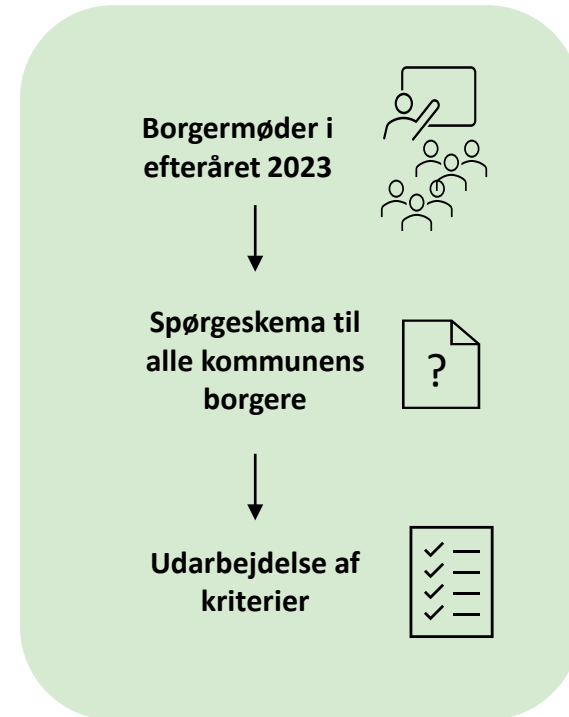 Borgermøder i
efteråret 2023
Spørgeskema til
alle kommunens
borgere
?
Udarbejdelse af
kriterier